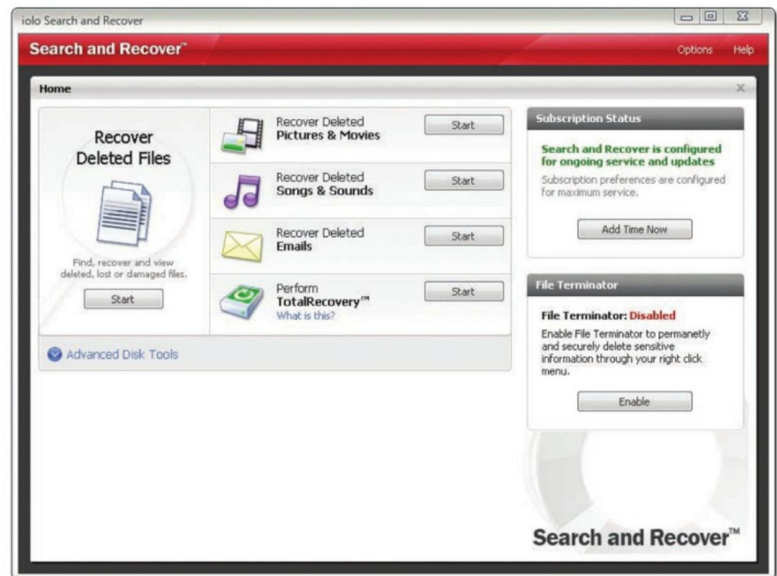 iolo Search and Recover
Search and Recover™
Options Help
Home
Recover
Deleted Files
Find, recover and view
deleted, lost or damaged files.
Start
Recover Deleted
Pictures & Movies
Start
Recover Deleted
Songs & Sounds
Start
Recover Deleted
Emails
Start
Perform
TotalRecovery™
What is this?
Start
Advanced Disk Tools
Subscription Status
Search and Recover is configured
for ongoing service and updates
Subscription preferences are configured
for maximum service.
Add Time Now
File Terminator
File Terminator: Disabled
Enable File Terminator to permanetly
and securely delete sensitive
information through your right click
menu.
Enable
Search and Recover™